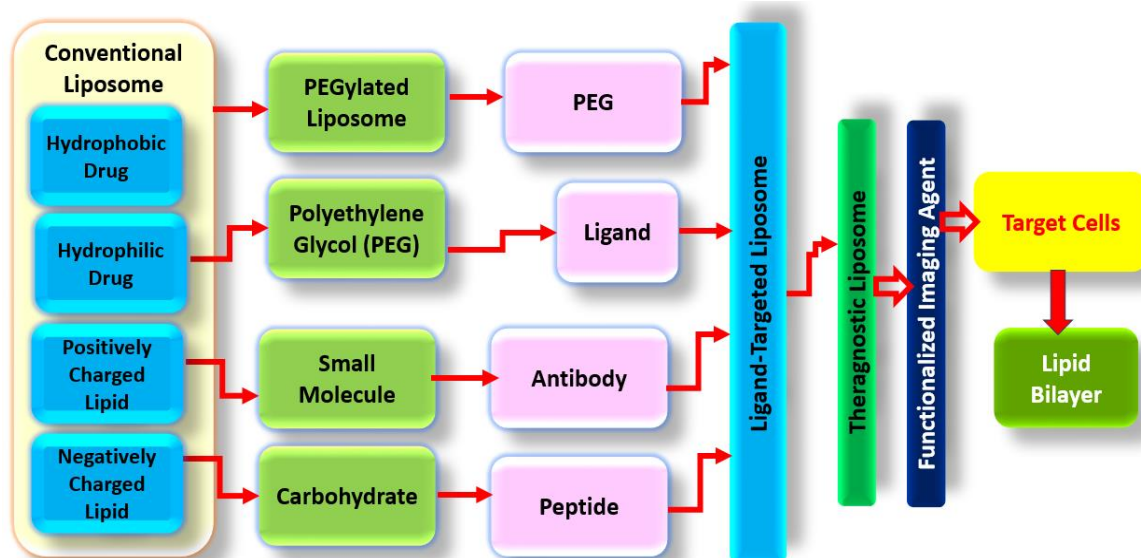 Conventional
Liposome
Hydrophobic
Drug
Hydrophilic
Drug
Positively
Charged
Lipid
Negatively
Charged
Lipid
PEGylated
Liposome
Polyethylene
Glycol (PEG)
Small
Molecule
Carbohydrate
PEG
Ligand
Antibody
Peptide
Ligand-Targeted Liposome
Theragnostic Liposome
Functionalized Imaging Agent
Target Cells
Lipid
Bilayer